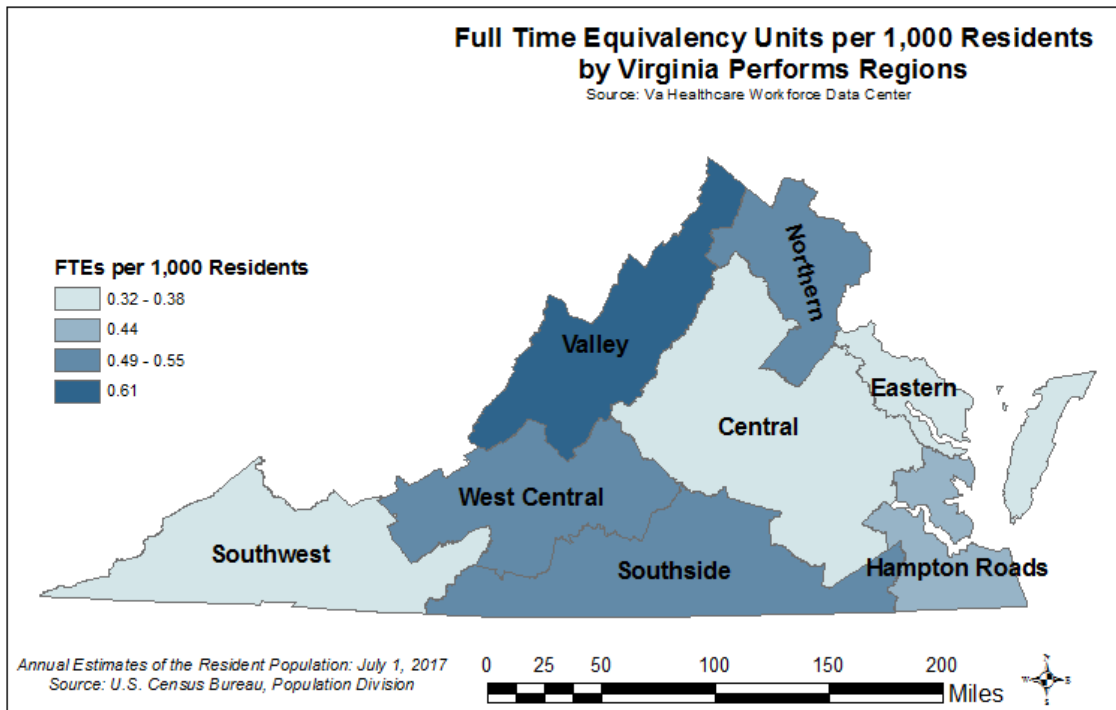 Full Time Equivalency Units per 1,000 Residents
by Virginia Performs Regions
Source: Va Healthcare Workforce Data Center
FTEs per 1,000 Residents
0.32 - 0.38
0.44
0.49 - 0.55
0.61
Northern
Valley
Eastern
Central
West Central
Southwest
Southside
Hampton Roads
Annual Estimates of the Resident Population: July 1, 2017
Source: U.S. Census Bureau, Population Division
0 25 50 100 150 200
Miles
N
W E
S